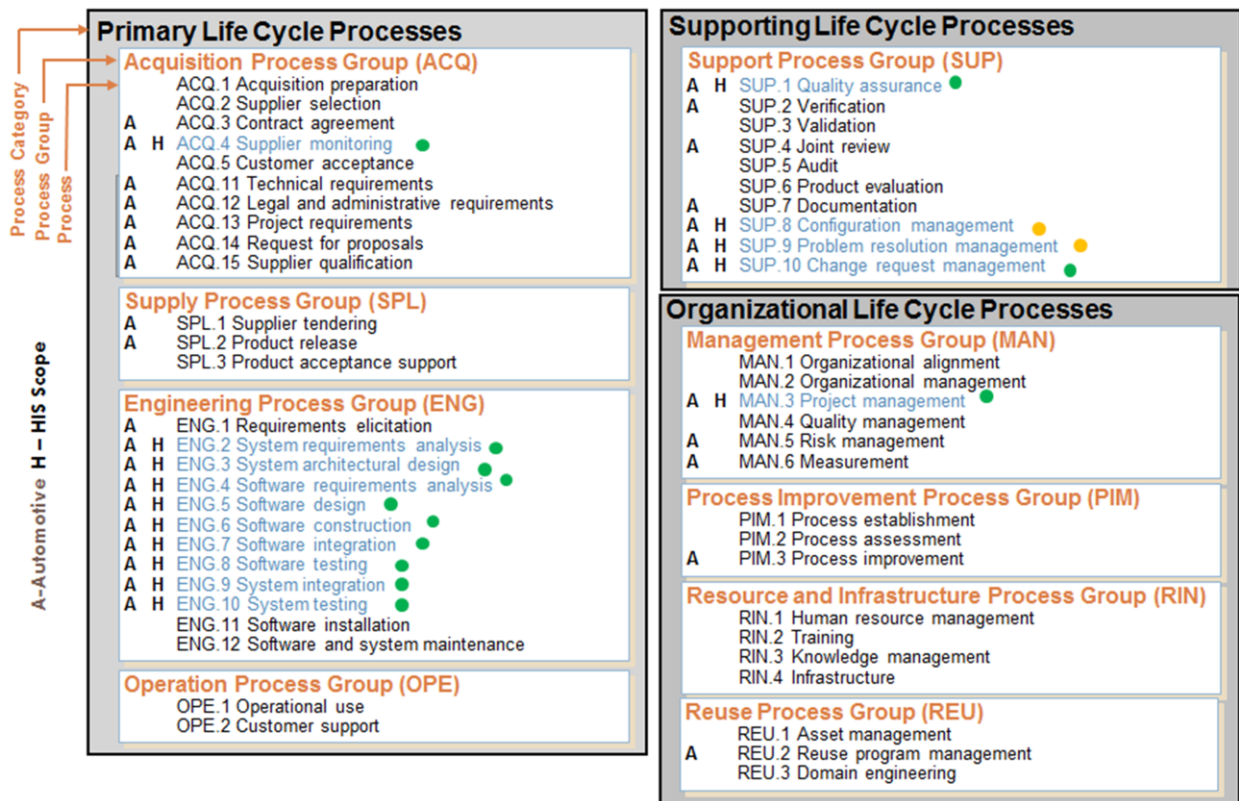 Process Category
Process Group
Process
A-Automotive H – HIS Scope
Primary Life Cycle Processes
Acquisition Process Group (ACQ)
ACQ.1 Acquisition preparation
ACQ.2 Supplier selection
A ACQ.3 Contract agreement
A H ACQ.4 Supplier monitoring
ACQ.5 Customer acceptance
A ACQ.11 Technical requirements
A ACQ.12 Legal and administrative requirements
A ACQ.13 Project requirements
A ACQ.14 Request for proposals
A ACQ.15 Supplier qualification
Supply Process Group (SPL)
A SPL.1 Supplier tendering
A SPL.2 Product release
SPL.3 Product acceptance support
Engineering Process Group (ENG)
A ENG.1 Requirements elicitation
A H ENG.2 System requirements analysis
A H ENG.3 System architectural design
A H ENG.4 Software requirements analysis
A H ENG.5 Software design
A H ENG.6 Software construction
A H ENG.7 Software integration
A H ENG.8 Software testing
A H ENG.9 System integration
A H ENG.10 System testing
ENG.11 Software installation
ENG.12 Software and system maintenance
Operation Process Group (OPE)
OPE.1 Operational use
OPE.2 Customer support
Supporting Life Cycle Processes
Support Process Group (SUP)
A H SUP.1 Quality assurance
A SUP.2 Verification
SUP.3 Validation
A SUP.4 Joint review
SUP.5 Audit
SUP.6 Product evaluation
A SUP.7 Documentation
A H SUP.8 Configuration management
A H SUP.9 Problem resolution management
A H SUP.10 Change request management
Organizational Life Cycle Processes
Management Process Group (MAN)
MAN.1 Organizational alignment
MAN.2 Organizational management
A H MAN.3 Project management
MAN.4 Quality management
A MAN.5 Risk management
A MAN.6 Measurement
Process Improvement Process Group (PIM)
PIM.1 Process establishment
PIM.2 Process assessment
A PIM.3 Process improvement
Resource and Infrastructure Process Group (RIN)
RIN.1 Human resource management
RIN.2 Training
RIN.3 Knowledge management
RIN.4 Infrastructure
Reuse Process Group (REU)
REU.1 Asset management
A REU.2 Reuse program management
REU.3 Domain engineering